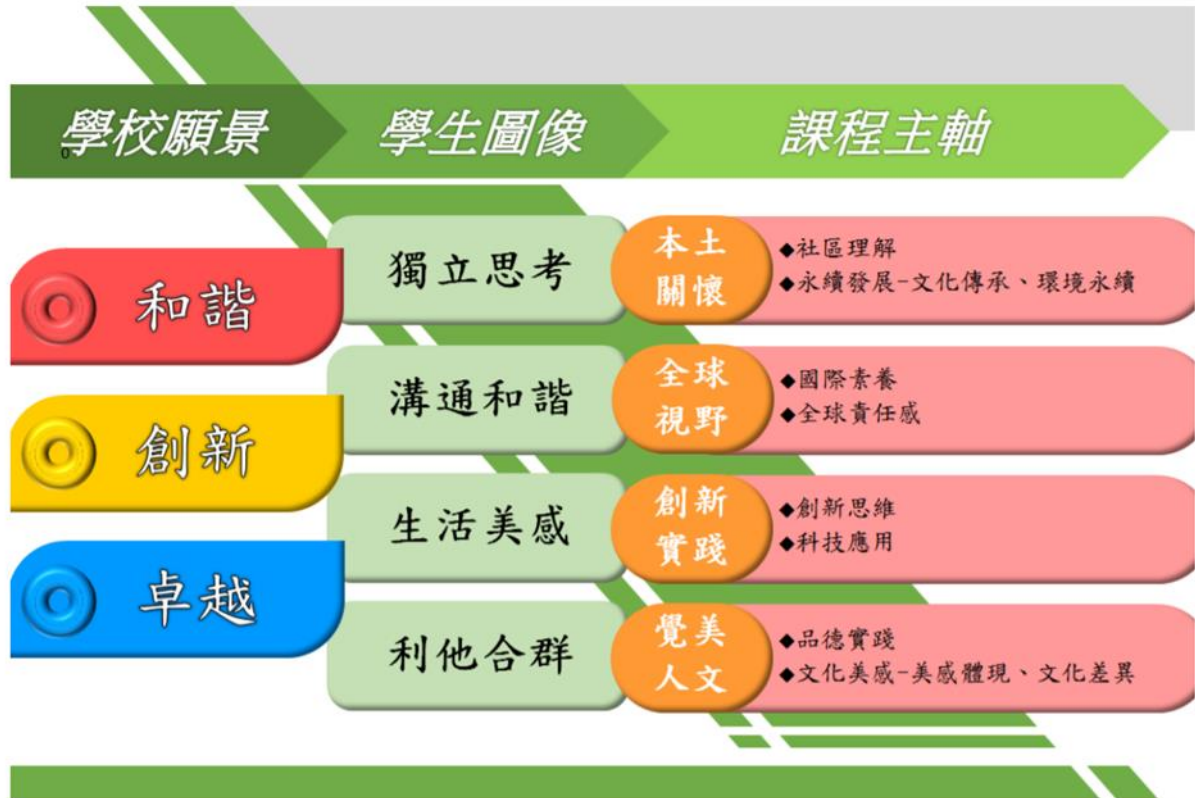 學校願景
學生圖像
課程主軸
0
和諧
創新
卓越
獨立思考
本土
關懷
◆社區理解
◆永續發展-文化傳承、環境永續
溝通和諧
全球
視野
◆國際素養
◆全球責任感
生活美感
創新
實踐
◆創新思維
◆科技應用
利他合群
覺美
人文
◆品德實踐
◆文化美感-美感體現、文化差異